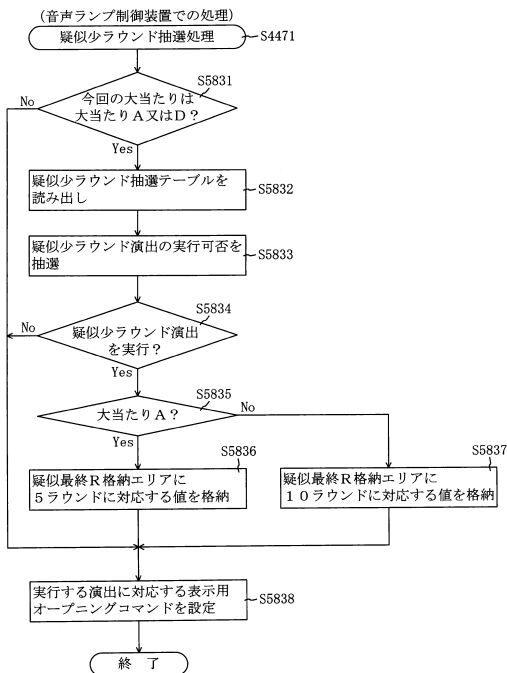 (音声ランプ制御装置での処理)
疑似少ラウンド抽選処理
S4471
S5831
今回の大当たりは
大当たりA又はD?
No
Yes
疑似少ラウンド抽選テーブルを
読み出し
S5832
疑似少ラウンド演出の実行可否を
抽選
S5833
S5834
疑似少ラウンド演出
を実行?
No
Yes
S5835
大当たりA?
No
Yes
S5836
疑似最終R格納エリアに
5ラウンドに対応する値を格納
S5837
疑似最終R格納エリアに
10ラウンドに対応する値を格納
実行する演出に対応する表示用
オープニングコマンドを設定
S5838
終 了